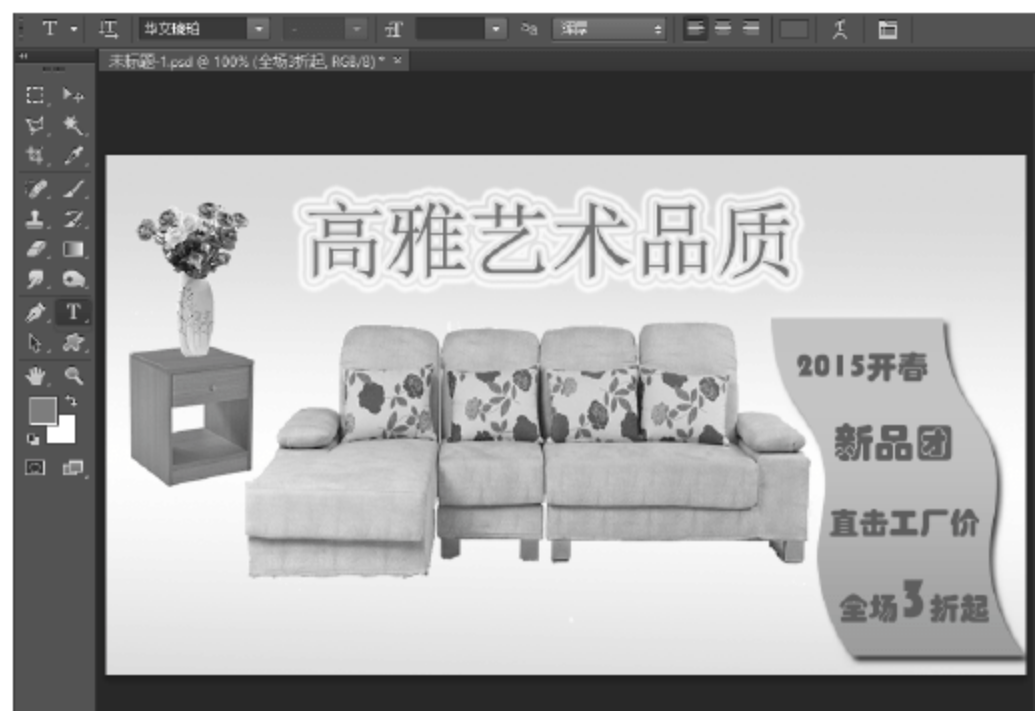 T
华文琥珀
-
浑厚
未标题-1.psd @ 100% (全场3折起, RGB/8) * ×
高雅艺术品质
2015开春
新品团
直击工厂价
全场3折起